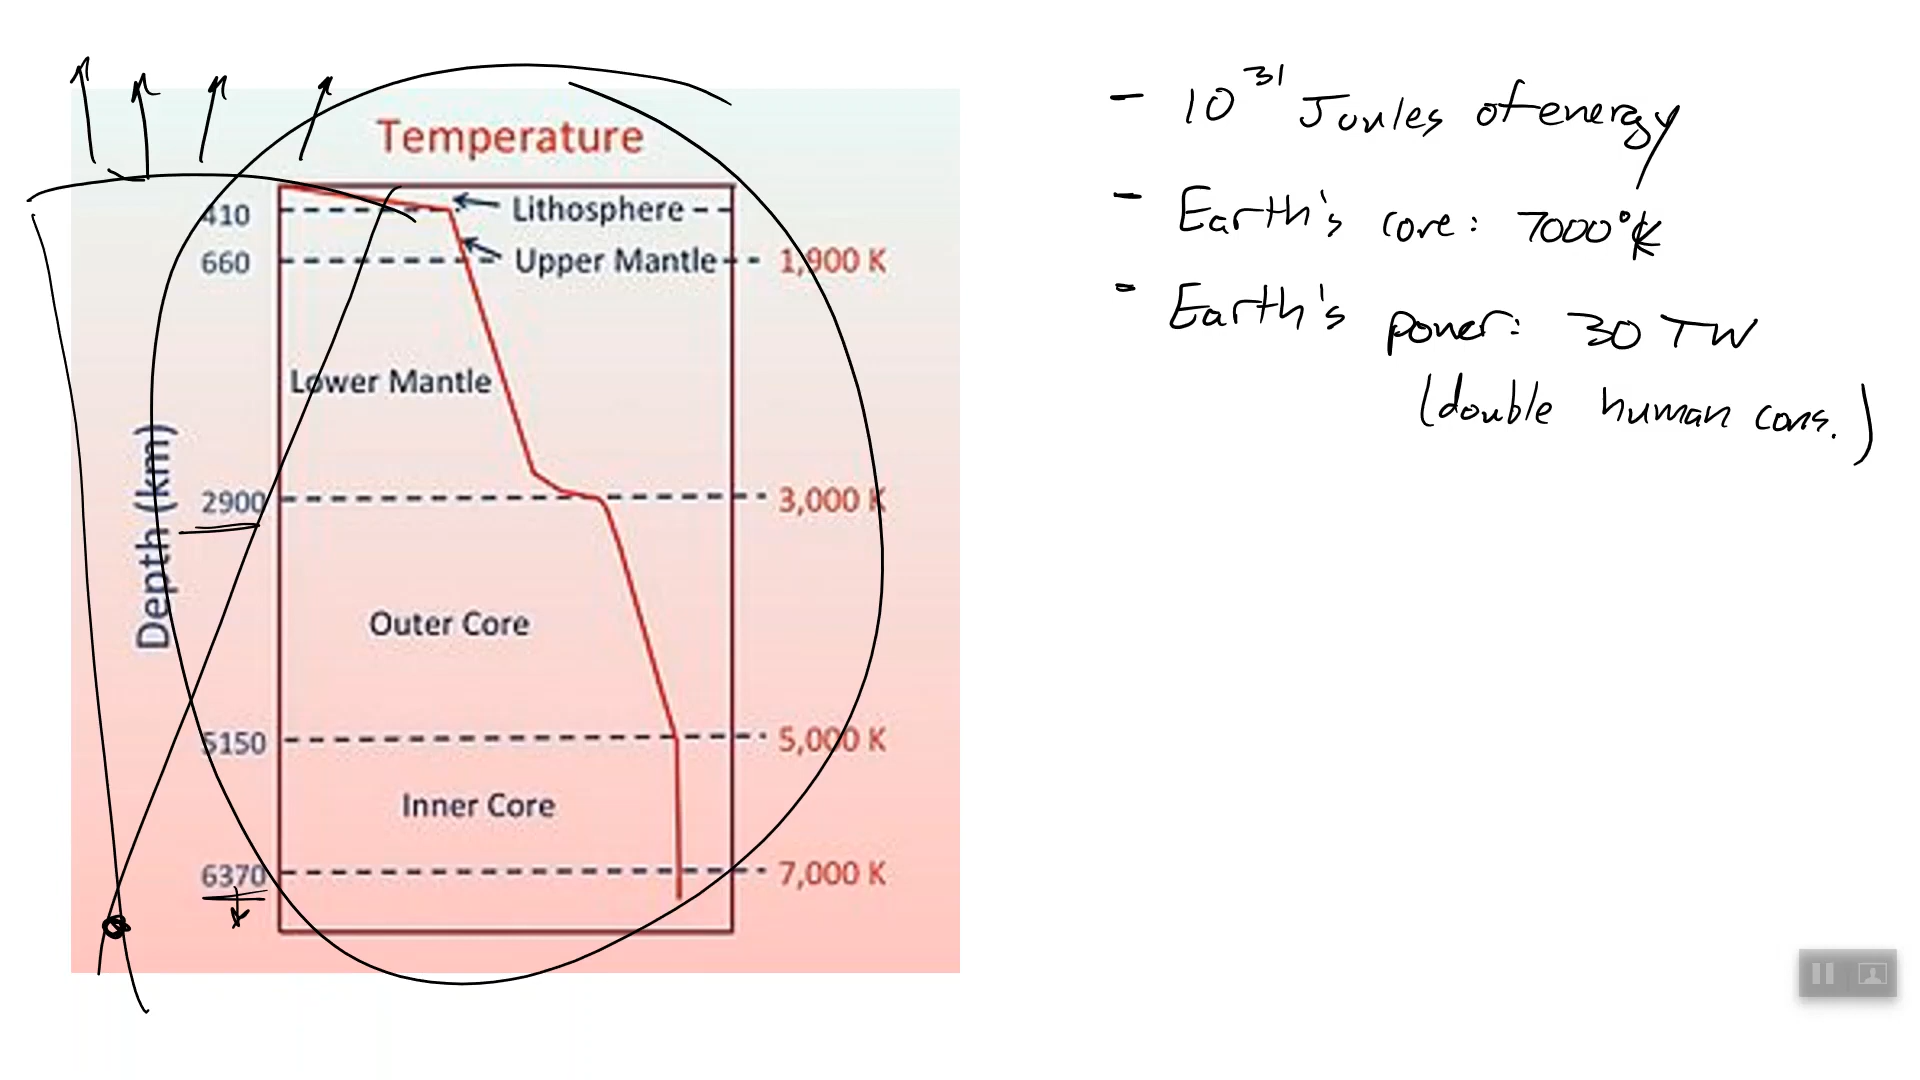 Temperature
410
Lithosphere
660
Upper Mantle
1,900 K
Lower Mantle
Depth (km)
2900
3,000 K
Outer Core
5150
5,000 K
Inner Core
6370
7,000 K
- 10^31 Joules of energy
- Earth's core: 7000°K
- Earth's power: 30 TW
(double human cons.)